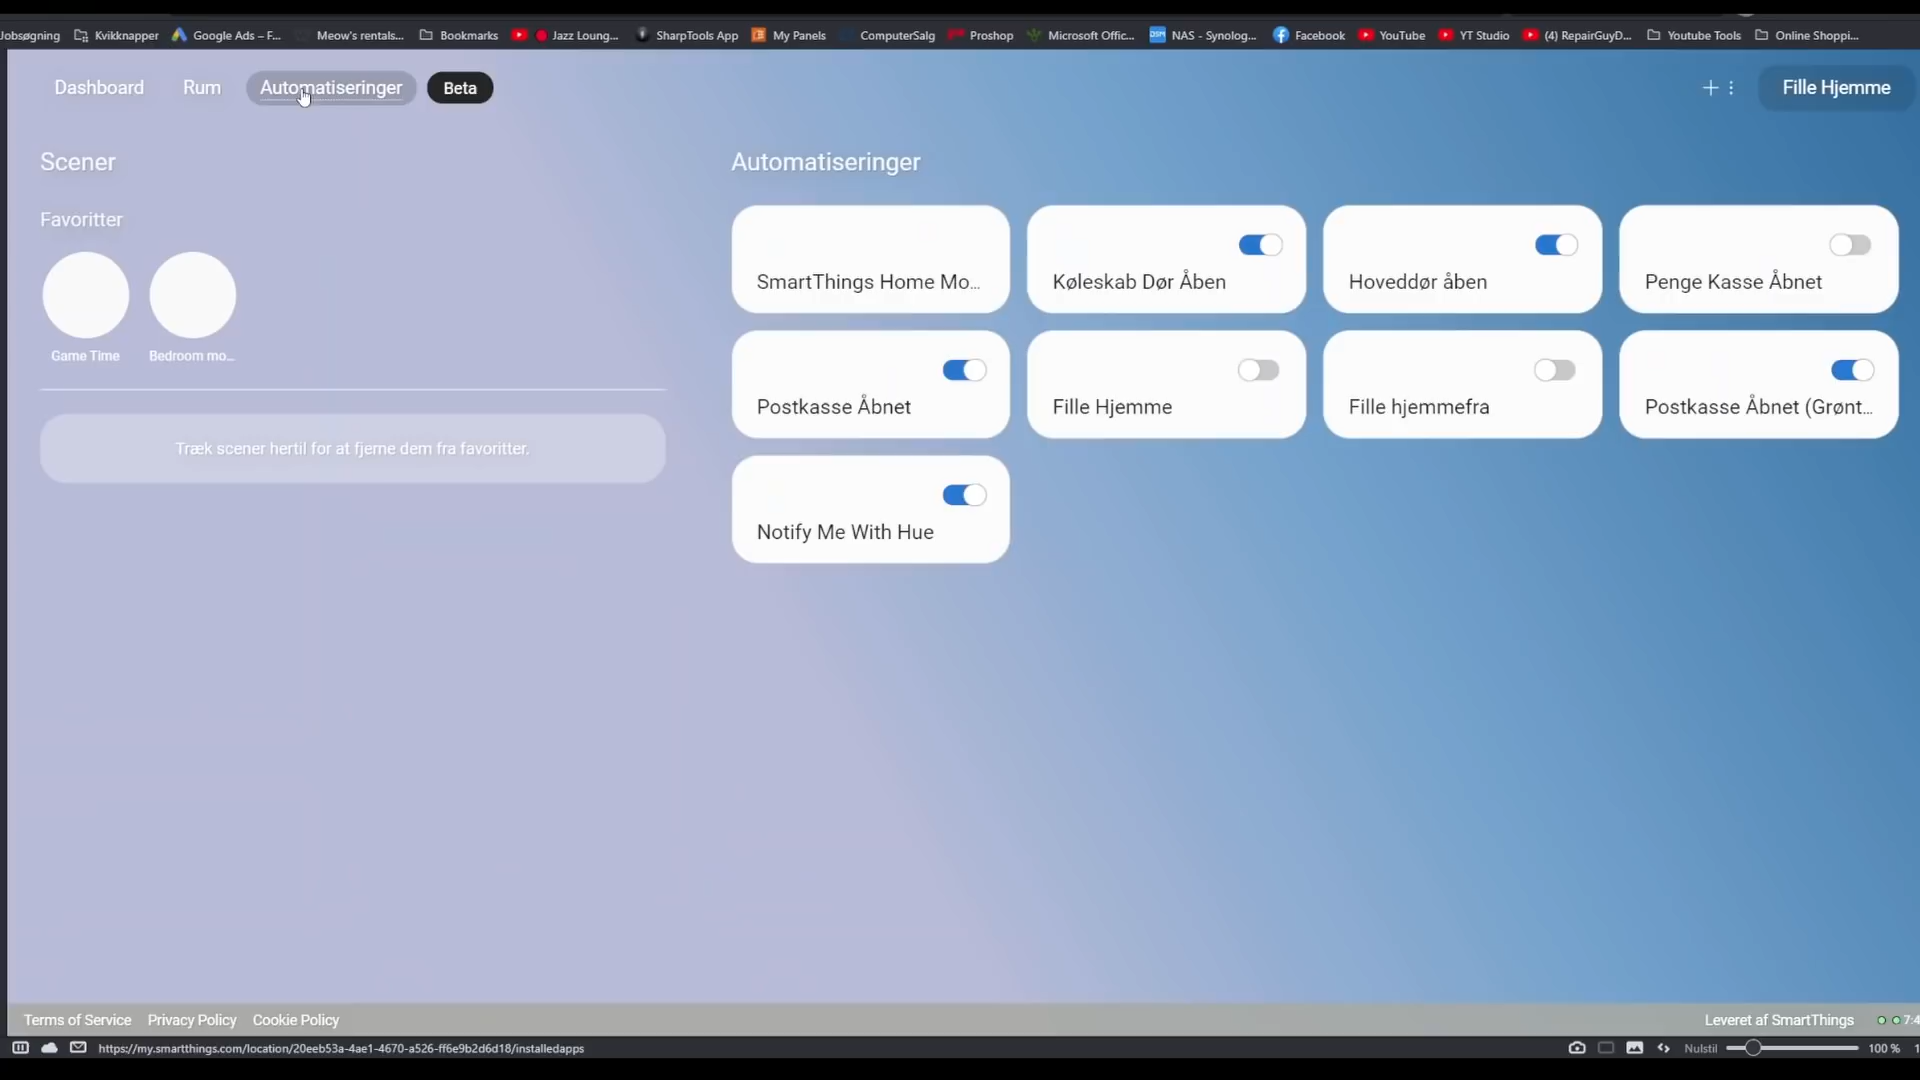 Jobsøgning Kvikknapper Google Ads – F... Meow's rentals... Bookmarks Jazz Loung... SharpTools App My Panels ComputerSalg Proshop Microsoft Offic... NAS - Synolog... Facebook YouTube YT Studio (4) RepairGuyD... Youtube Tools Online Shoppi...
Dashboard Rum Automatiseringer Beta Fille Hjemme
Scener
Favoritter
Game Time Bedroom mo...
Træk scener hertil for at fjerne dem fra favoritter.
Automatiseringer
SmartThings Home Mo... Køleskab Dør Åben Hoveddør åben Penge Kasse Åbnet
Postkasse Åbnet Fille Hjemme Fille hjemmefra Postkasse Åbnet (Grønt...
Notify Me With Hue
Terms of Service Privacy Policy Cookie Policy Leveret af SmartThings
https://my.smartthings.com/location/20eeb53a-4ae1-4670-a526-ff6e9b2d6d18/installedapps Nulstil 100 %